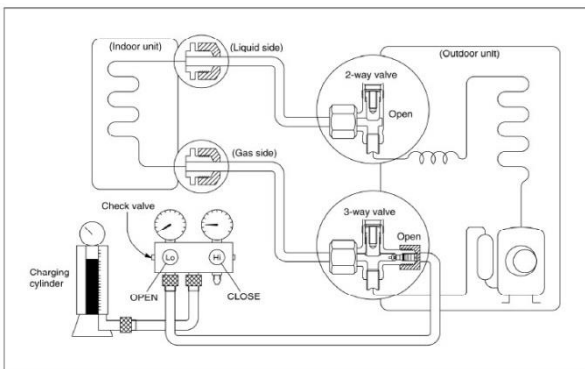 (Indoor unit)
(Liquid side)
2-way valve
(Outdoor unit)
Open
(Gas side)
3-way valve
Open
Check valve
Lo
Hi
Charging
cylinder
OPEN
CLOSE